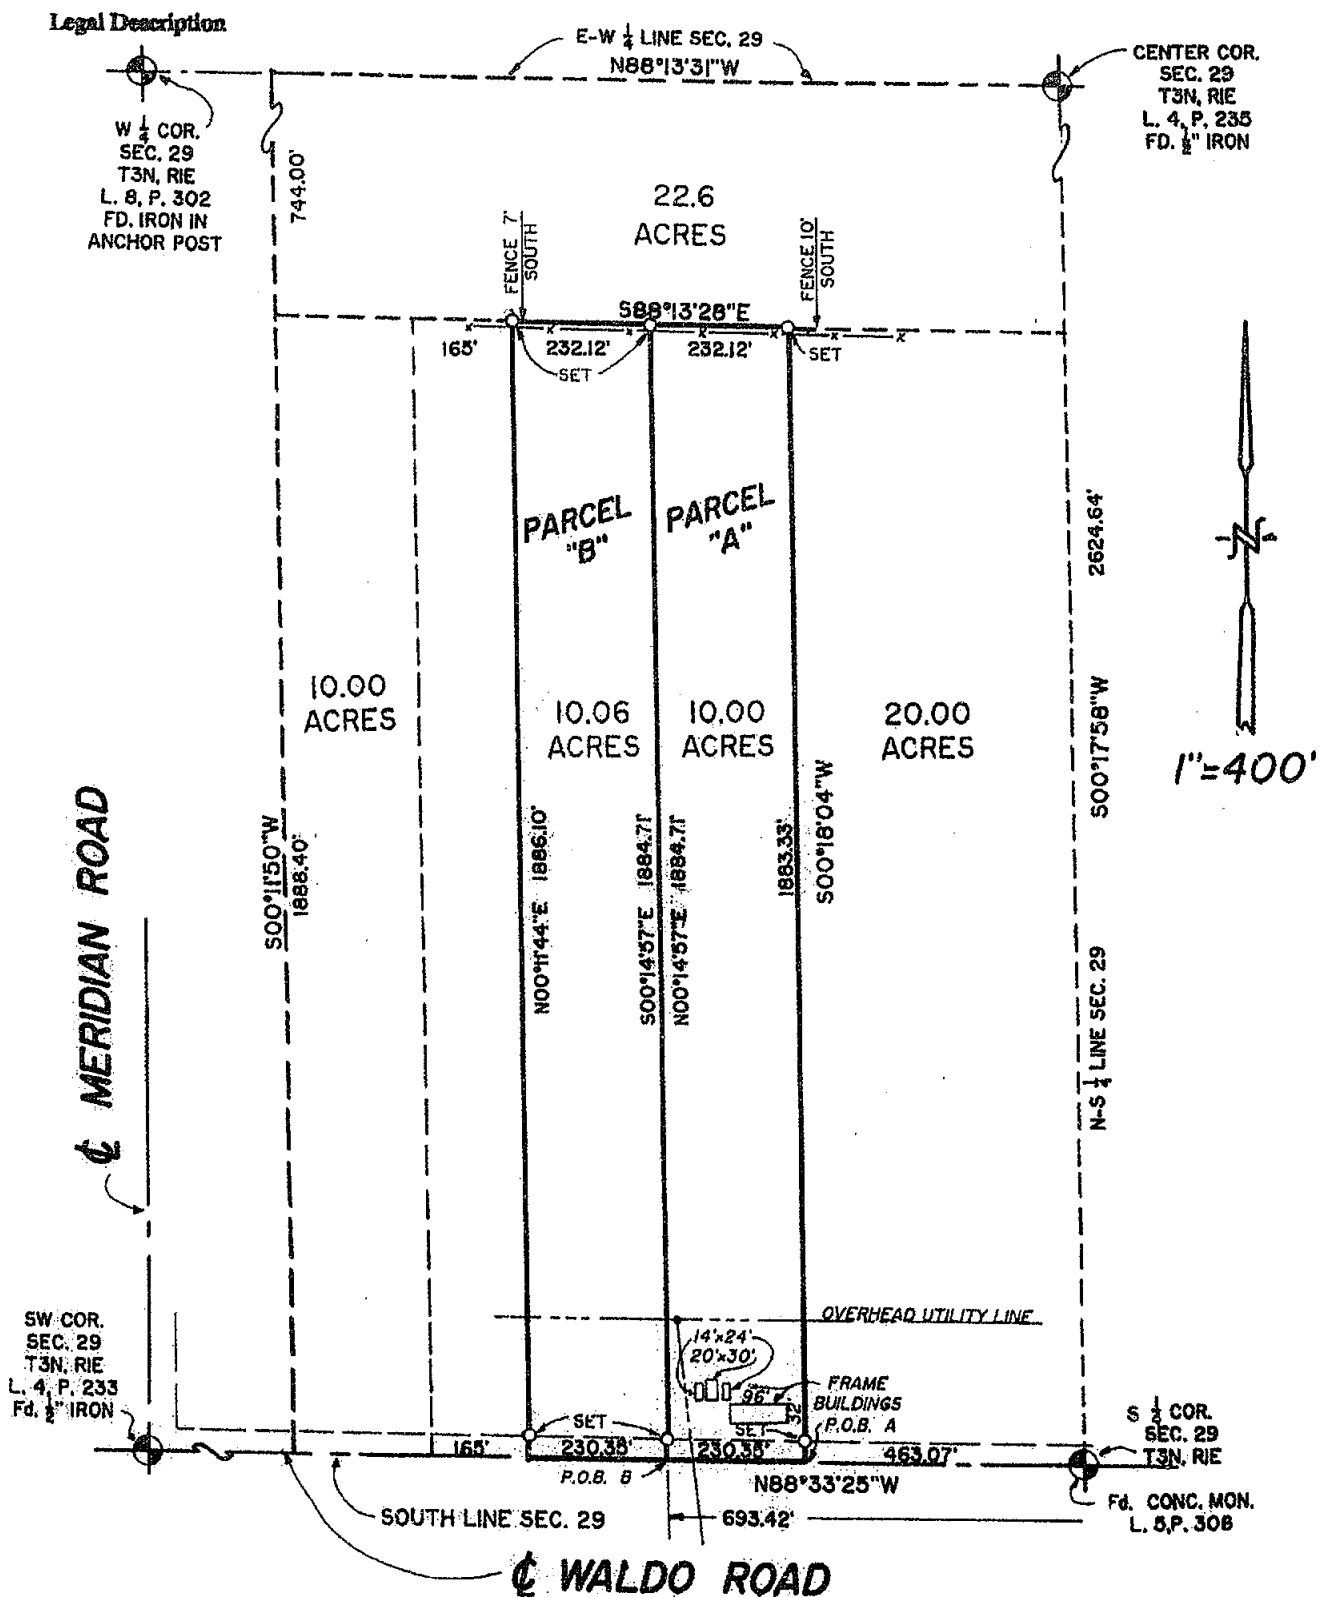 Legal Description
E-W 1/4 LINE SEC. 29
N88°13'31"W
CENTER COR.
SEC. 29
T3N, R1E
L. 4, P. 235
FD. 1/2" IRON
W 1/4 COR.
SEC. 29
T3N, R1E
L. 8, P. 302
FD. IRON IN
ANCHOR POST
744.00'
22.6
ACRES
FENCE 7'
SOUTH
FENCE 10'
SOUTH
S88°13'28"E
165'
232.12'
232.12'
SET
SET
PARCEL
"B"
PARCEL
"A"
2624.64'
1"=400'
10.00
ACRES
10.06
ACRES
10.00
ACRES
20.00
ACRES
S00°17'58"W
N-S 1/4 LINE SEC. 29
S00°11'50"W
1888.40'
N00°11'44"E 1886.10'
S00°14'57"E 1884.71'
N00°14'57"E 1884.71'
1883.33'
S00°18'04"W
℄ MERIDIAN ROAD
OVERHEAD UTILITY LINE
14'x24'
20'x30'
96'
32'
FRAME
BUILDINGS
P.O.B. A
SW COR.
SEC. 29
T3N, R1E
L. 4, P. 233
Fd. 1/2" IRON
SET
SET
165'
230.35'
230.35'
463.07'
P.O.B. B
N88°33'25"W
S 1/4 COR.
SEC. 29
T3N, R1E
Fd. CONC. MON.
L. 5, P. 308
SOUTH LINE SEC. 29
693.42'
℄ WALDO ROAD